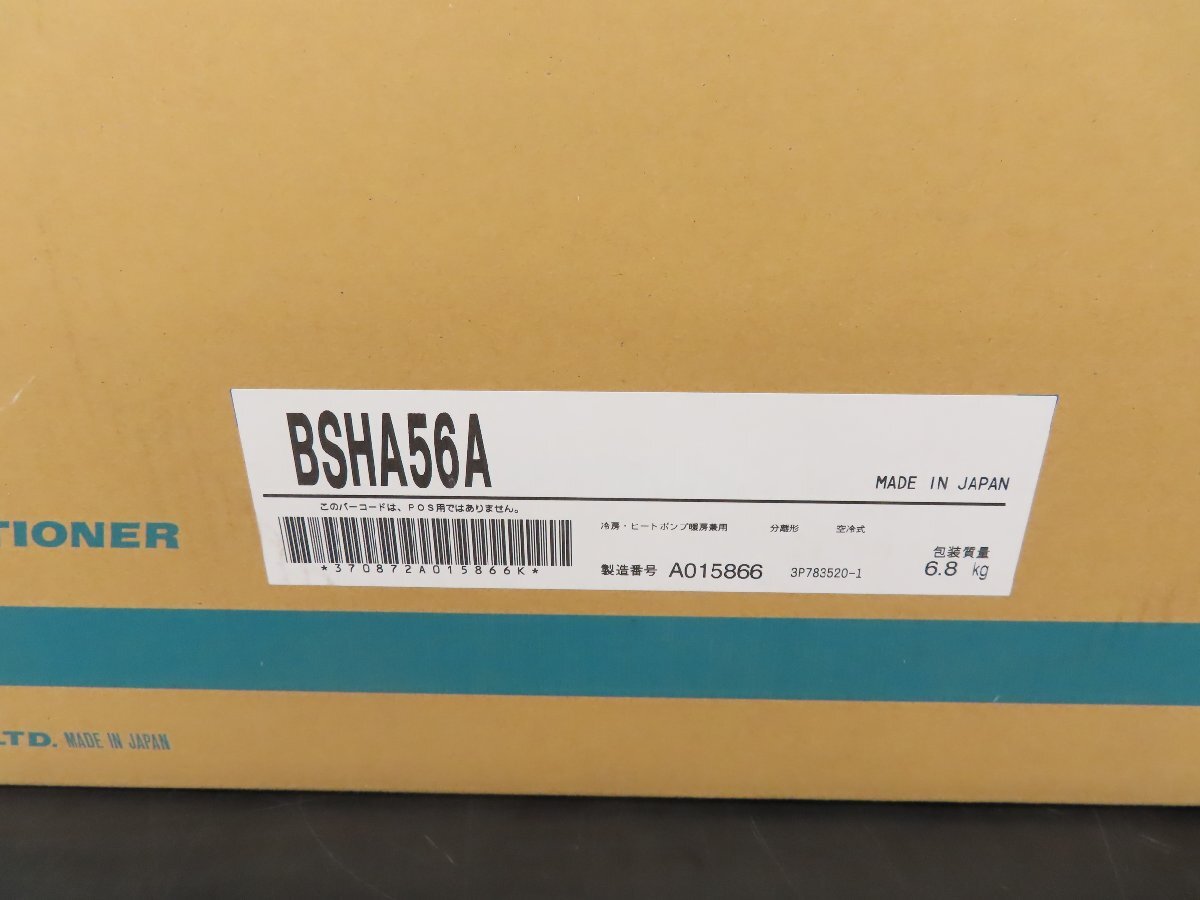 BSHA56A
MADE IN JAPAN
このバーコードは、POS用ではありません。
*370872A015866K*
冷房・ヒートポンプ暖房兼用 分離形 空冷式
製造番号 A015866 3P783520-1
包装質量
6.8 kg
TIONER
LTD. MADE IN JAPAN